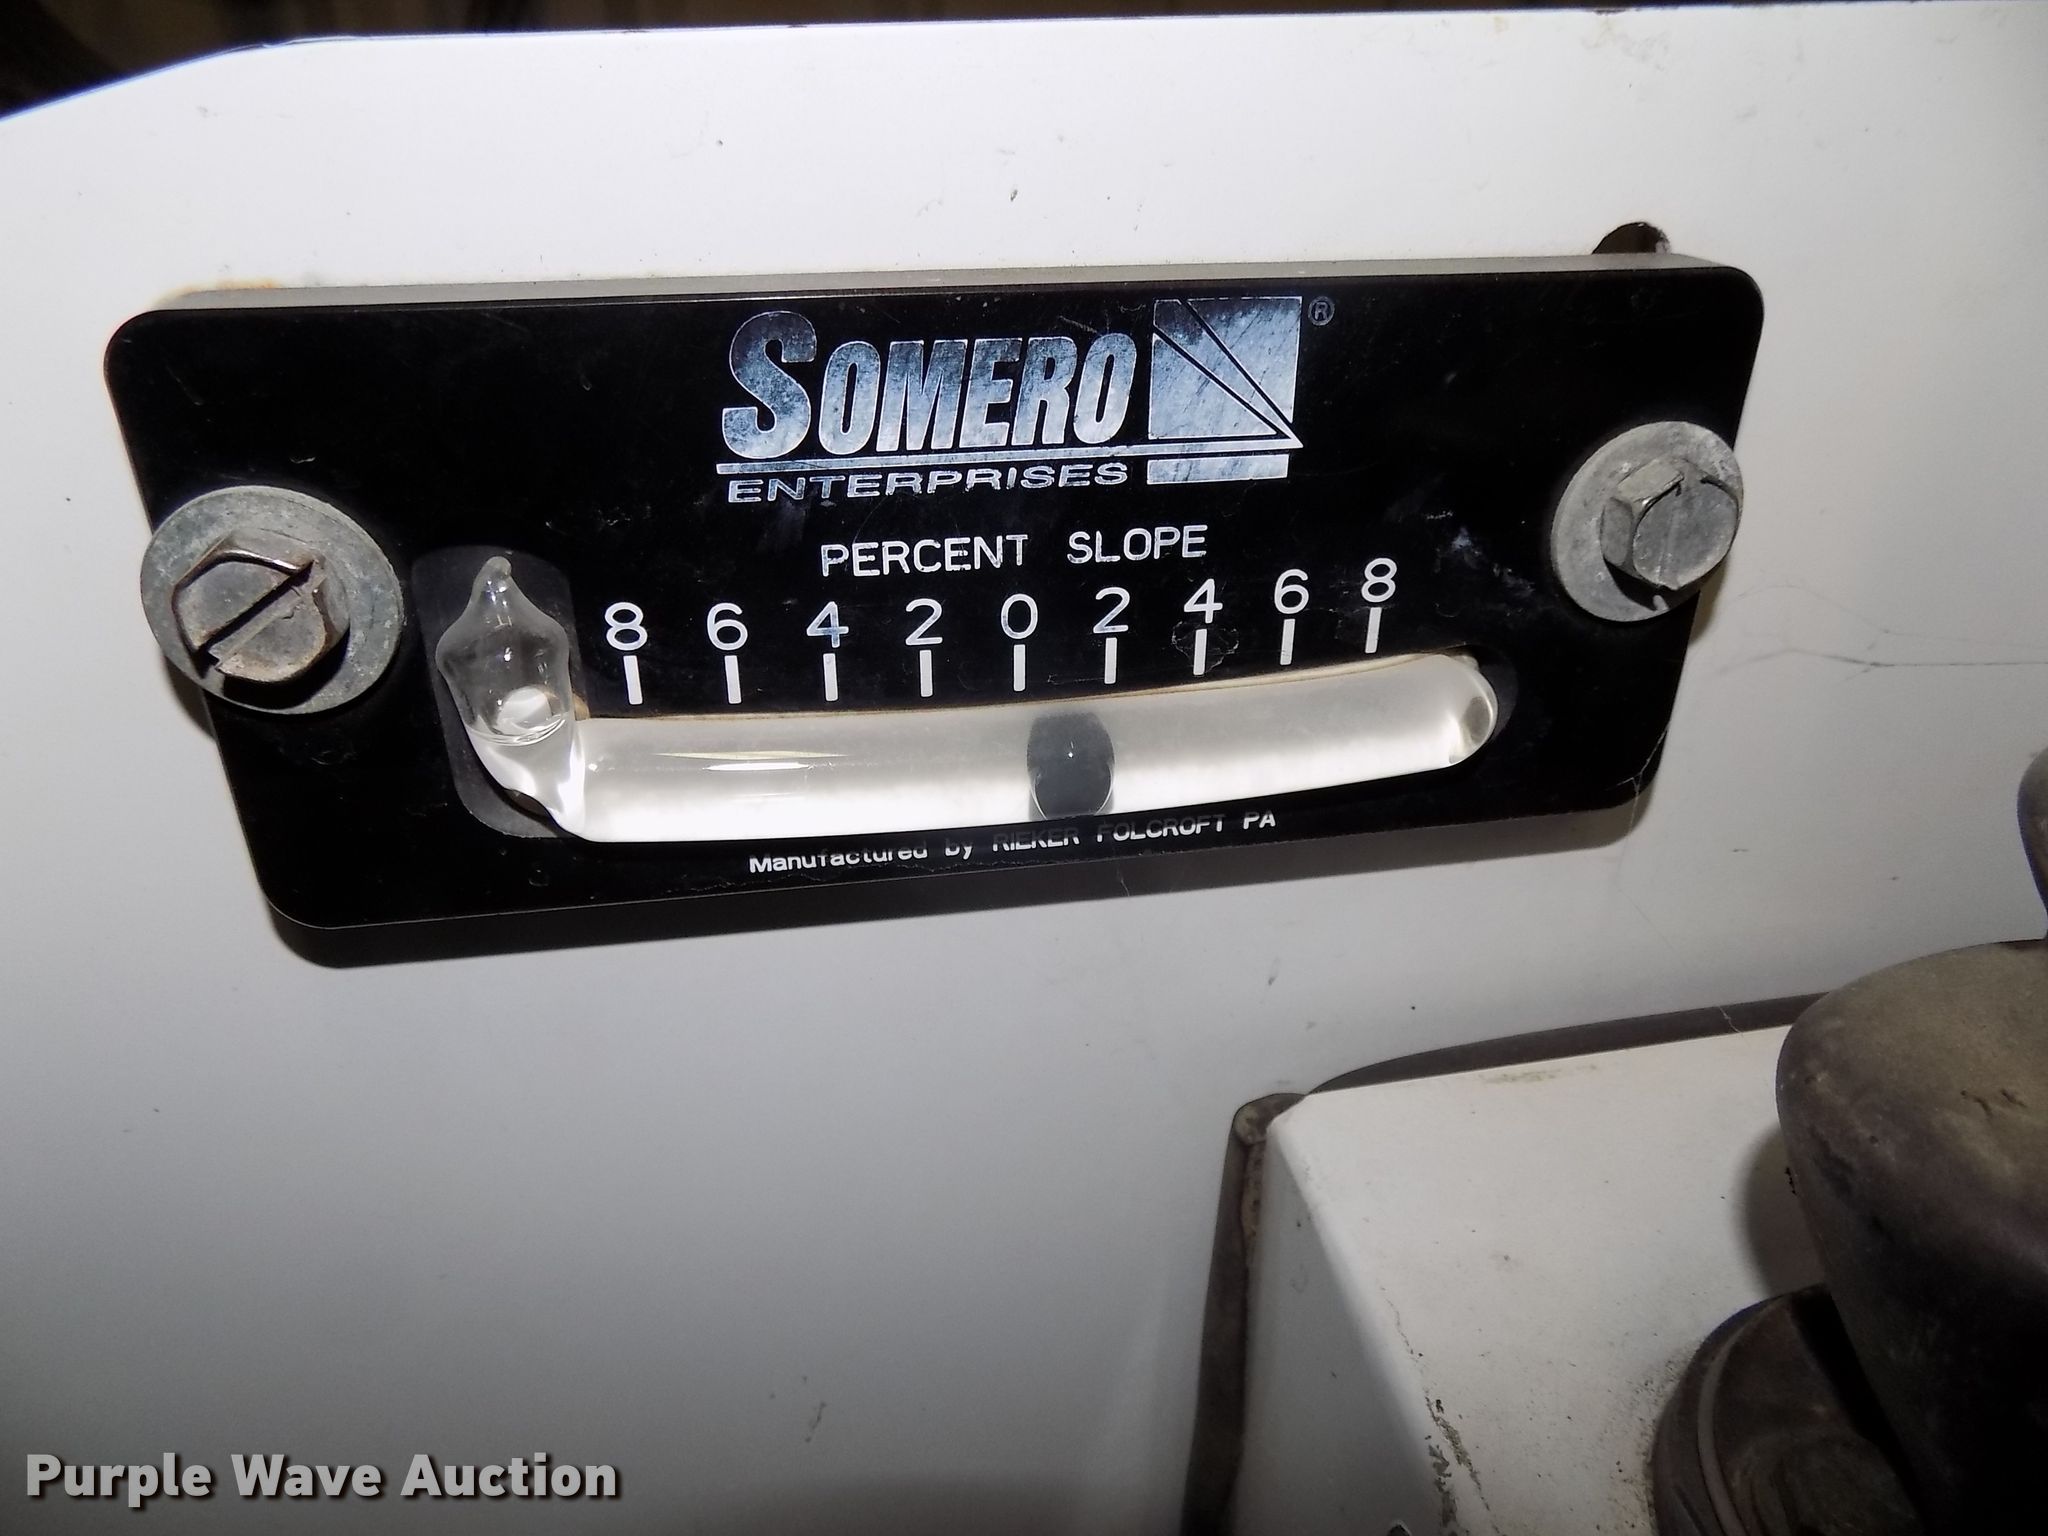 SOMERO ®
ENTERPRISES
PERCENT SLOPE
8 6 4 2 0 2 4 6 8
Manufactured by RIEKER FOLCROFT PA
Purple Wave Auction